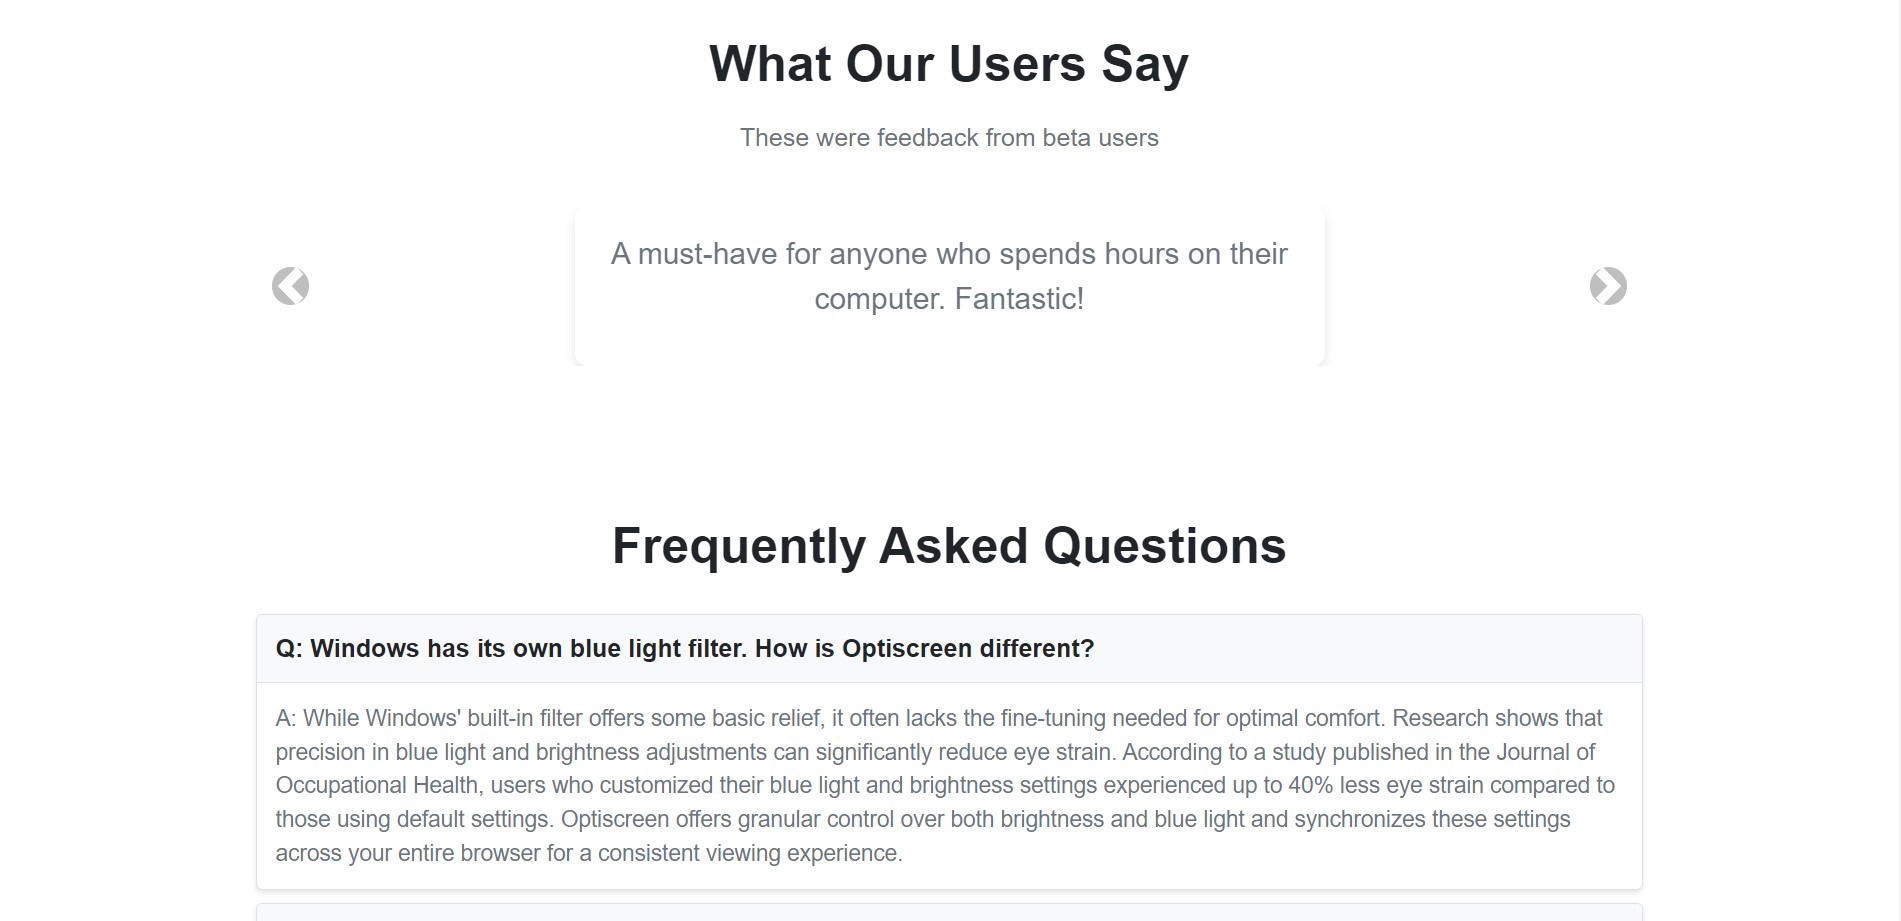 What Our Users Say
These were feedback from beta users
A must-have for anyone who spends hours on their
computer. Fantastic!
Frequently Asked Questions
Q: Windows has its own blue light filter. How is Optiscreen different?
A: While Windows' built-in filter offers some basic relief, it often lacks the fine-tuning needed for optimal comfort. Research shows that
precision in blue light and brightness adjustments can significantly reduce eye strain. According to a study published in the Journal of
Occupational Health, users who customized their blue light and brightness settings experienced up to 40% less eye strain compared to
those using default settings. Optiscreen offers granular control over both brightness and blue light and synchronizes these settings
across your entire browser for a consistent viewing experience.